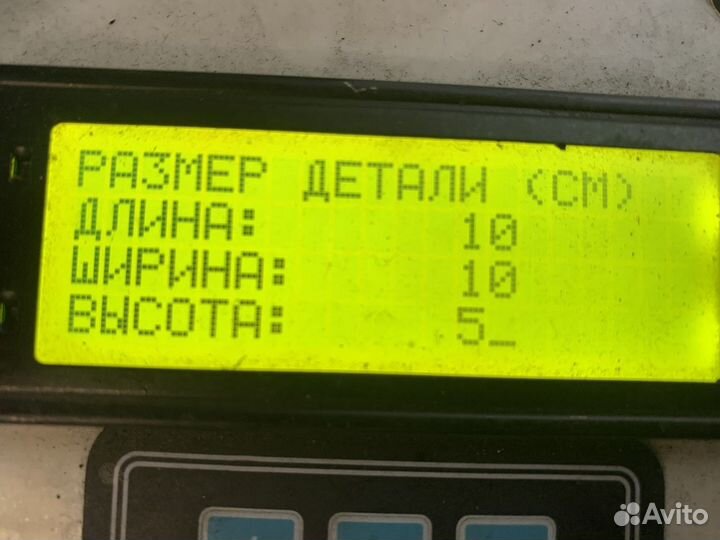 РАЗМЕР ДЕТАЛИ (СМ)
ДЛИНА: 10
ШИРИНА: 10
ВЫСОТА: 5_
Avito